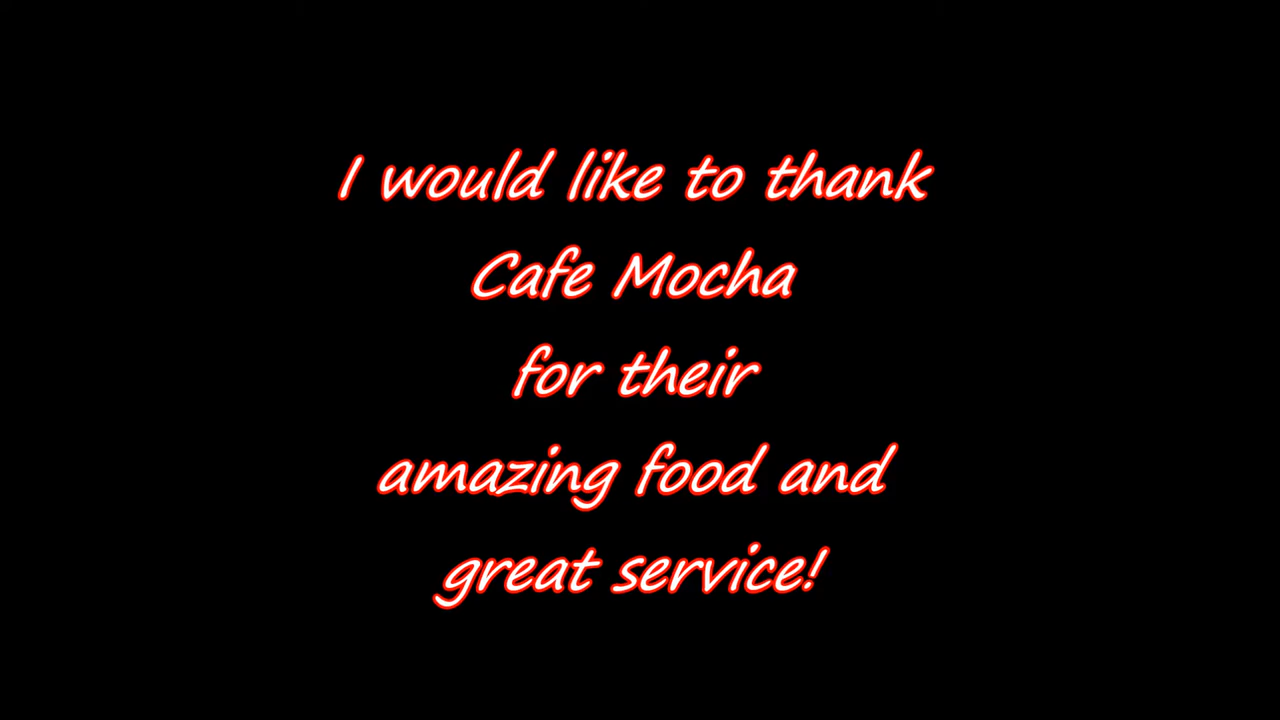 I would like to thank
Cafe Mocha
for their
amazing food and
great service!